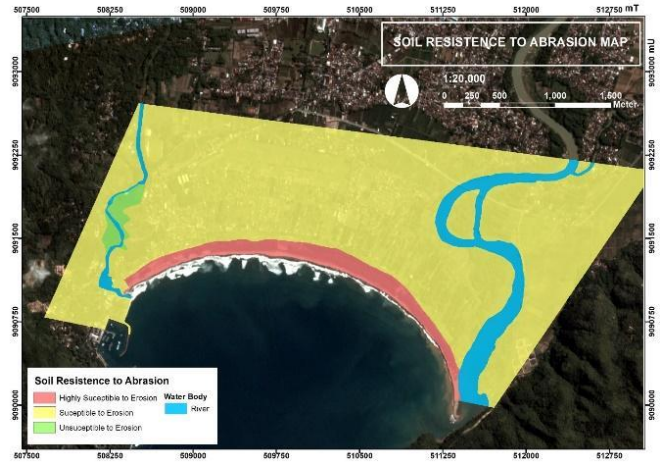 507500 508250 509000 509750 510500 511250 512000 512750 mT
SOIL RESISTENCE TO ABRASION MAP
1:20,000
0 250 500 1,000 1,500
Meter
9093000 9092250 9091500 9090750 9090000
9093000 mU 9092250 9091500 9090750 9090000
Soil Resistence to Abrasion
Highly Suceptible to Erosion
Suceptible to Erosion
Unsuceptible to Erosion
Water Body
River
507500 508250 509000 509750 510500 511250 512000 512750